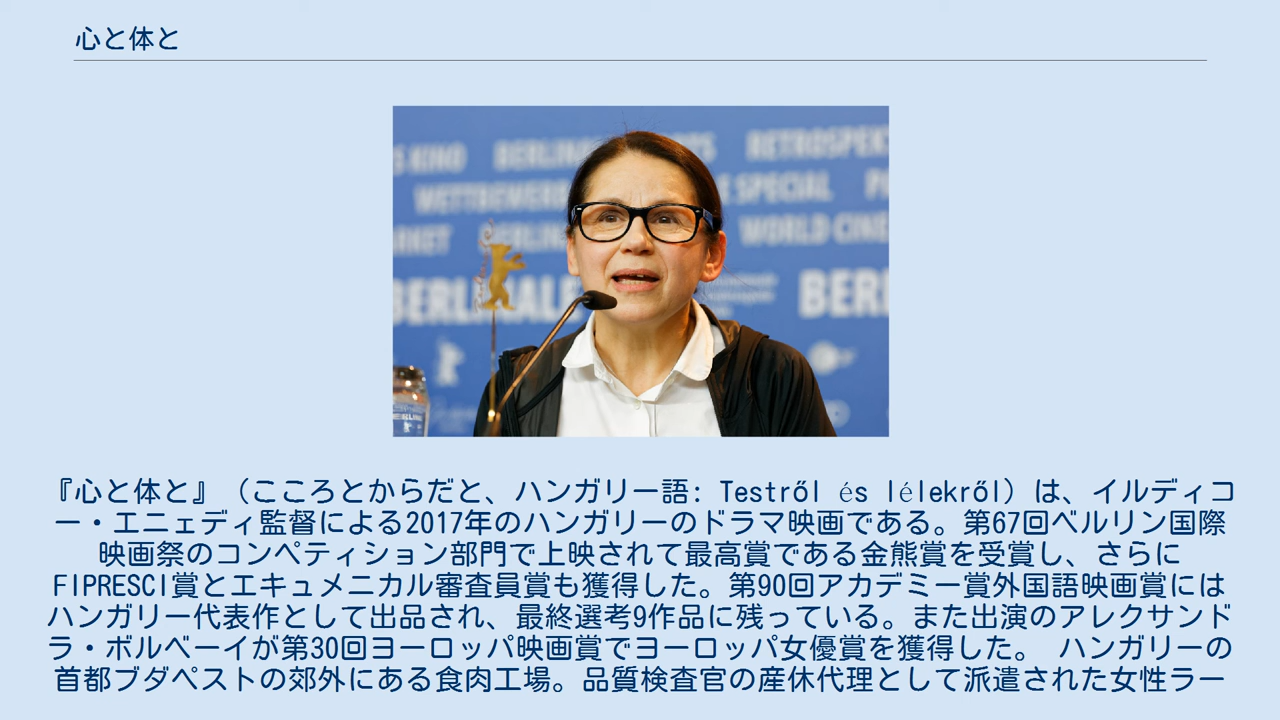 心と体と
S KINO BERLIN RETROSPEK
WETTBEWERB E SPECIAL
RKET BERLIN WORLD CINE
BERLINALE BERL
『心と体と』（こころとからだと、ハンガリー語: Testről és lélekről）は、イルディコ
ー・エニェディ監督による2017年のハンガリーのドラマ映画である。第67回ベルリン国際
映画祭のコンペティション部門で上映されて最高賞である金熊賞を受賞し、さらに
FIPRESCI賞とエキュメニカル審査員賞も獲得した。第90回アカデミー賞外国語映画賞には
ハンガリー代表作として出品され、最終選考9作品に残っている。また出演のアレクサンド
ラ・ボルベーイが第30回ヨーロッパ映画賞でヨーロッパ女優賞を獲得した。 ハンガリーの
首都ブダペストの郊外にある食肉工場。品質検査官の産休代理として派遣された女性ラー